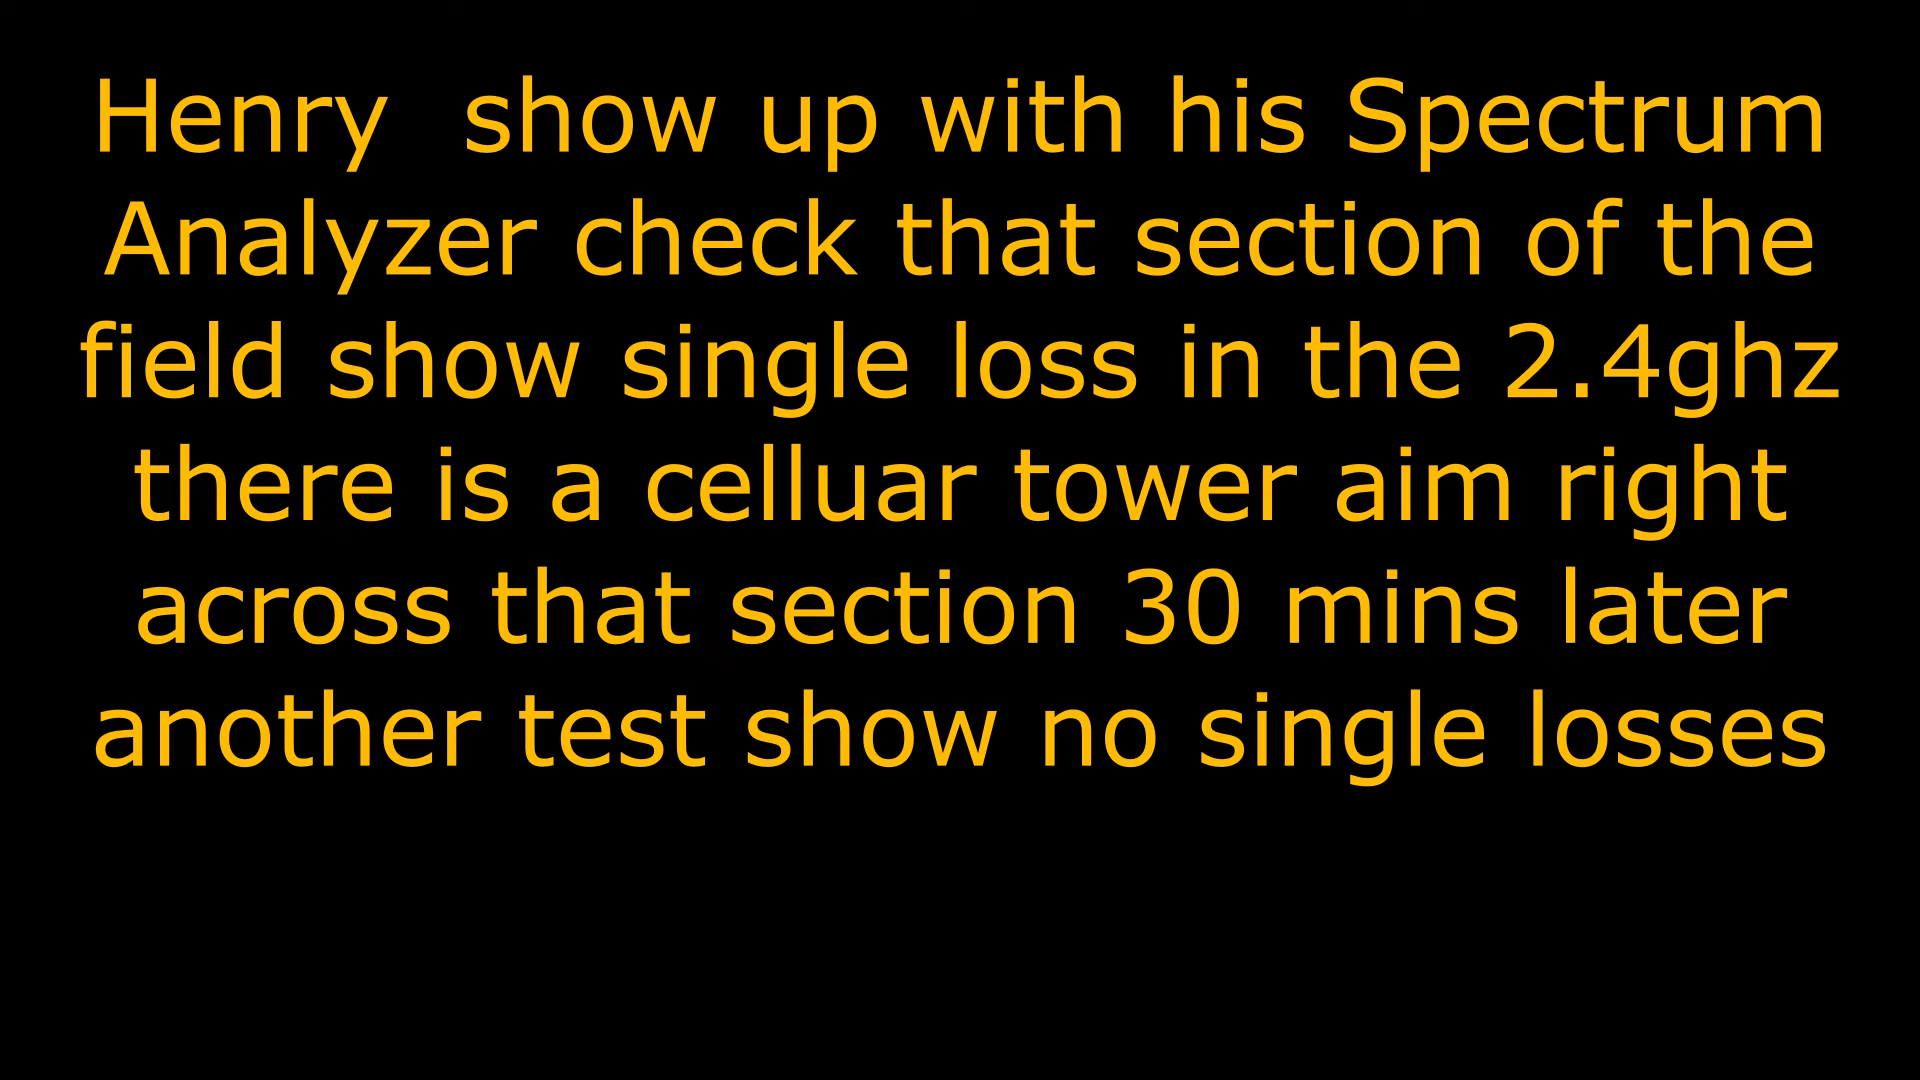 Henry  show up with his Spectrum
Analyzer check that section of the
field show single loss in the 2.4ghz
there is a celluar tower aim right
across that section 30 mins later
another test show no single losses